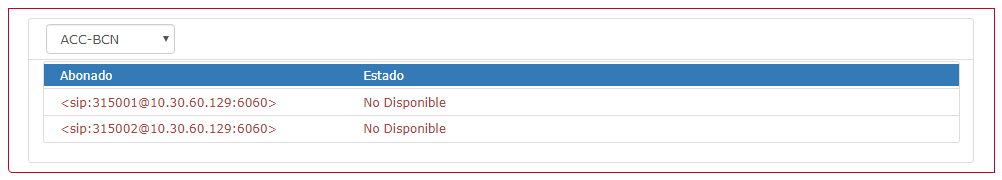 ACC-BCN
Abonado Estado
<sip:315001@10.30.60.129:6060> No Disponible
<sip:315002@10.30.60.129:6060> No Disponible